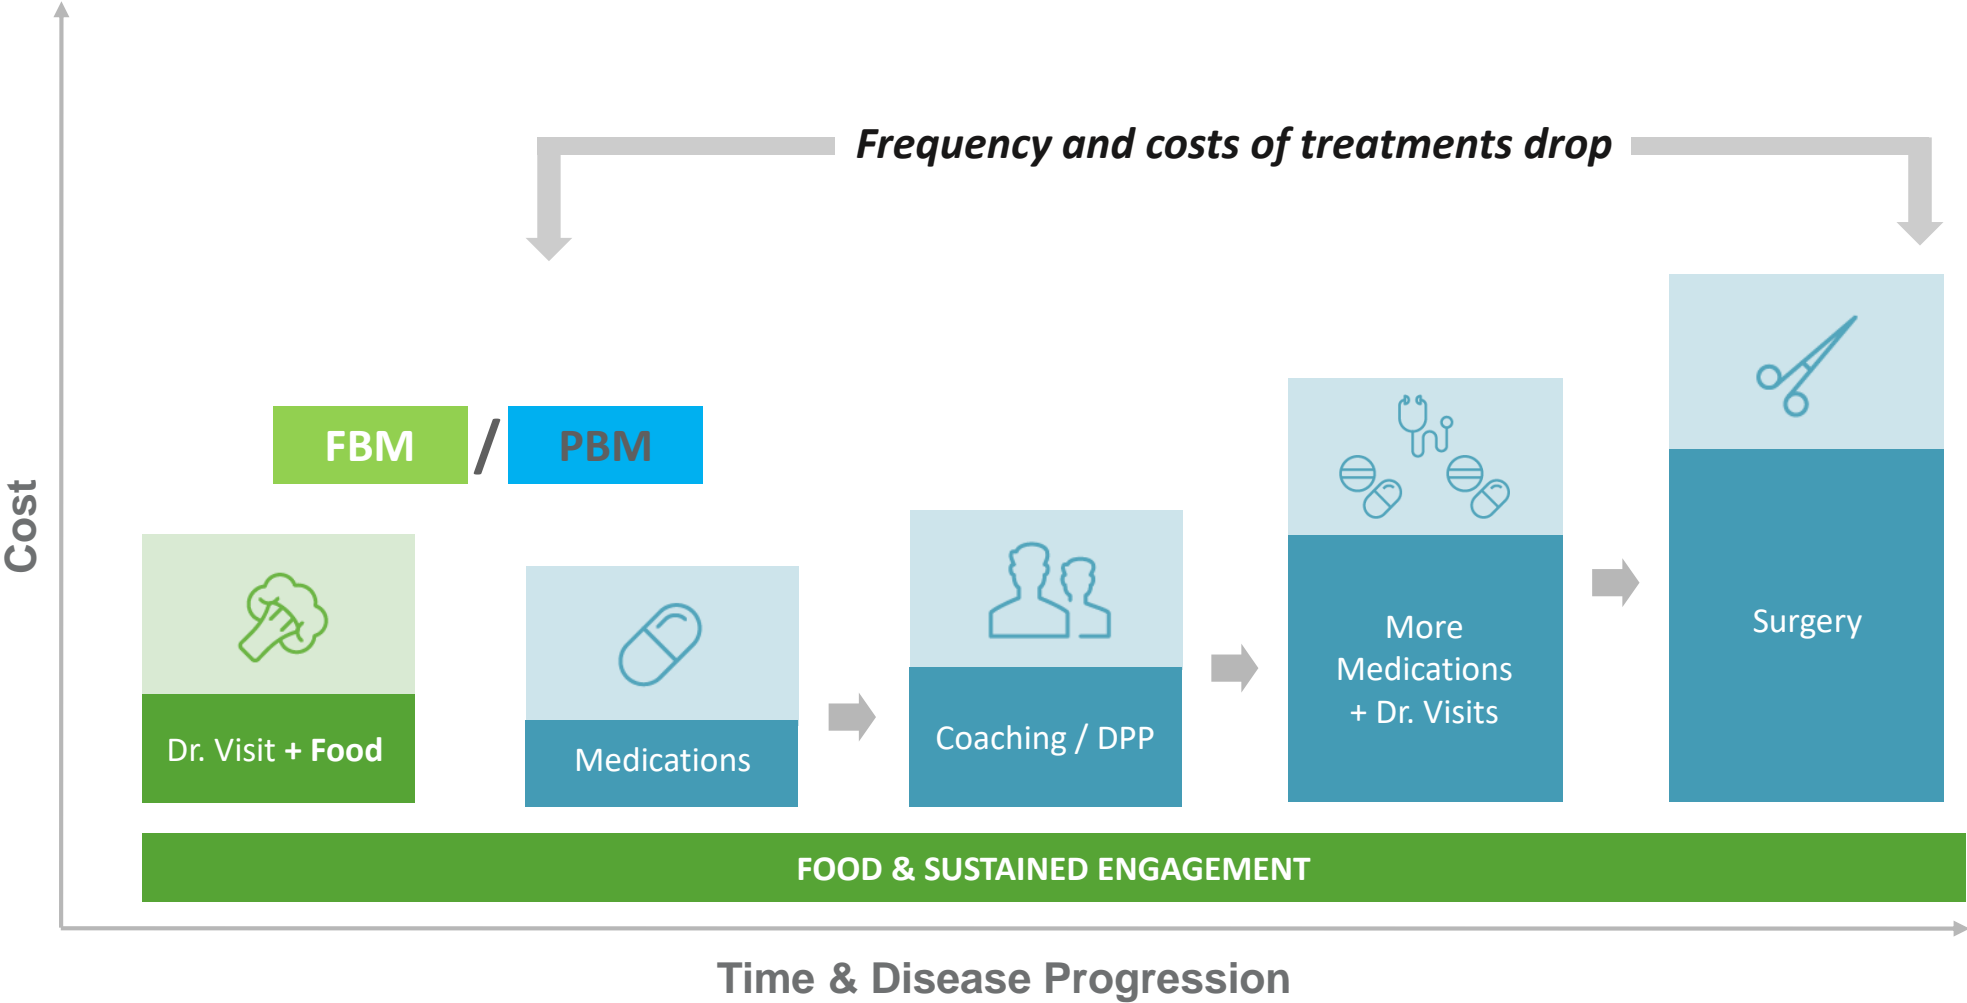 Frequency and costs of treatments drop
FBM / PBM
Cost
Dr. Visit + Food
Medications
Coaching / DPP
More
Medications
+ Dr. Visits
Surgery
FOOD & SUSTAINED ENGAGEMENT
Time & Disease Progression